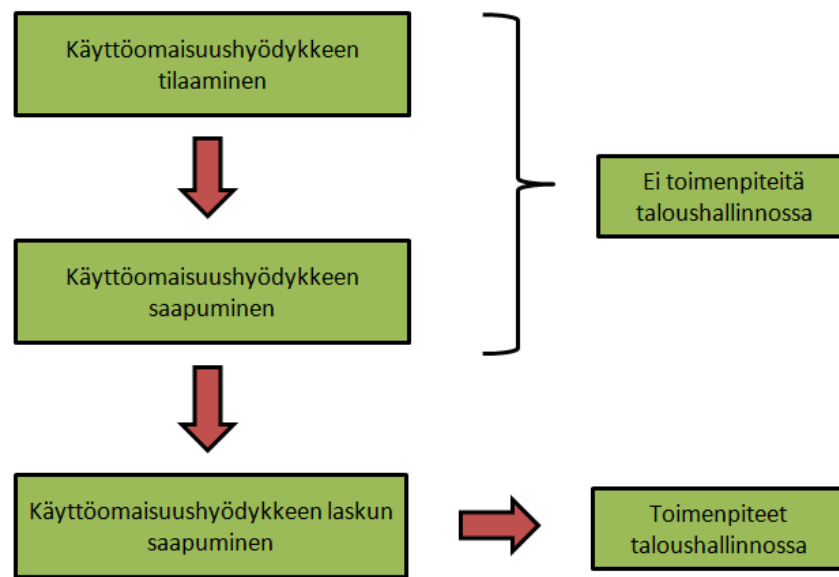 Käyttöomaisuushyödykkeen
tilaaminen
Ei toimenpiteitä
taloushallinnossa
Käyttöomaisuushyödykkeen
saapuminen
Käyttöomaisuushyödykkeen laskun
saapuminen
Toimenpiteet
taloushallinnossa